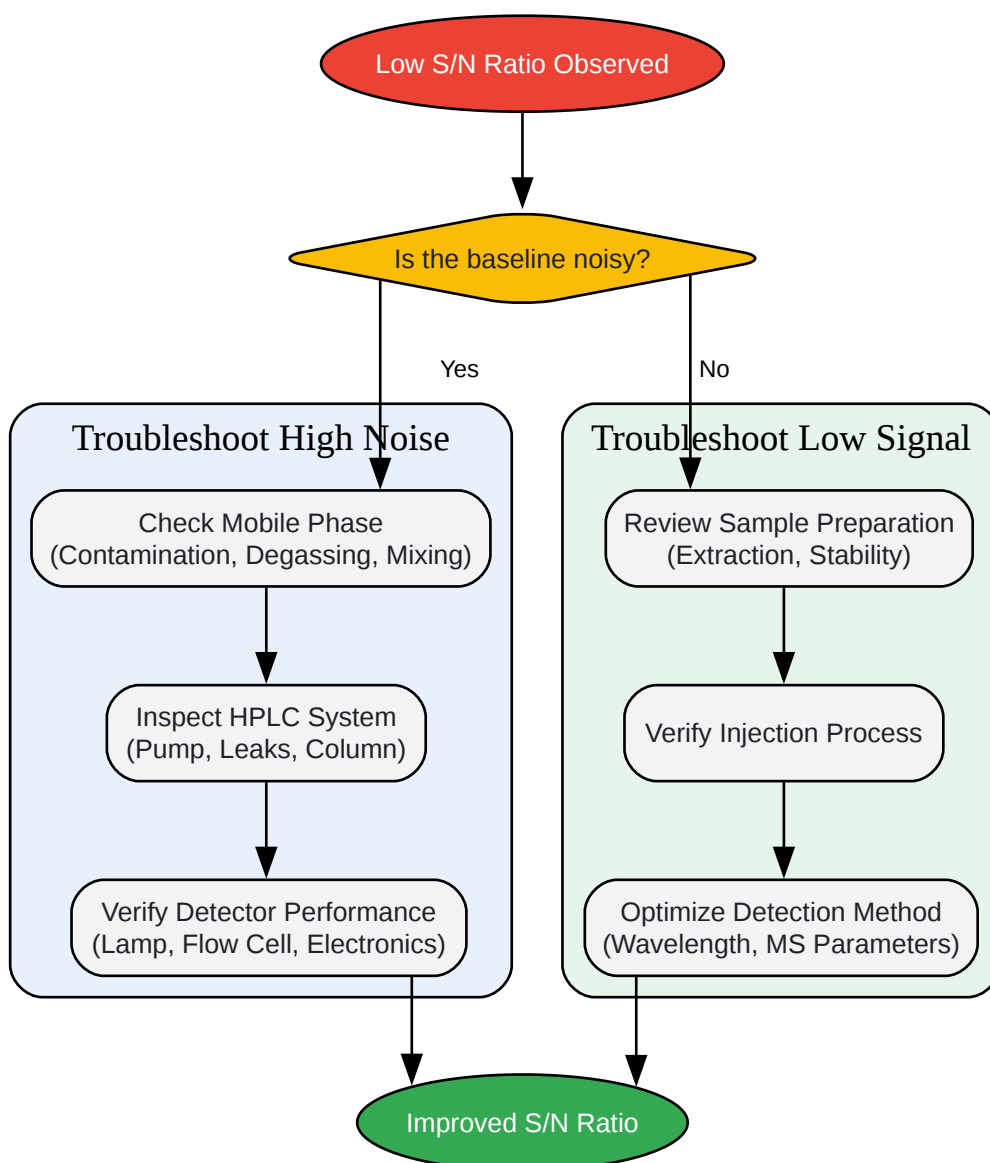 Low S/N Ratio Observed
Is the baseline noisy?
Yes
No
Troubleshoot High Noise
Check Mobile Phase
(Contamination, Degassing, Mixing)
Inspect HPLC System
(Pump, Leaks, Column)
Verify Detector Performance
(Lamp, Flow Cell, Electronics)
Troubleshoot Low Signal
Review Sample Preparation
(Extraction, Stability)
Verify Injection Process
Optimize Detection Method
(Wavelength, MS Parameters)
Improved S/N Ratio